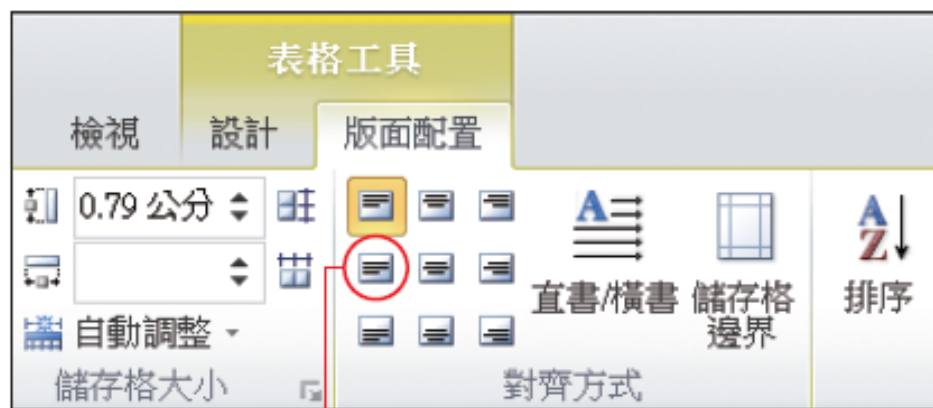 表格工具
檢視 設計 版面配置
0.79 公分
自動調整
直書/橫書
儲存格
邊界
A
Z
排序
儲存格大小 對齊方式